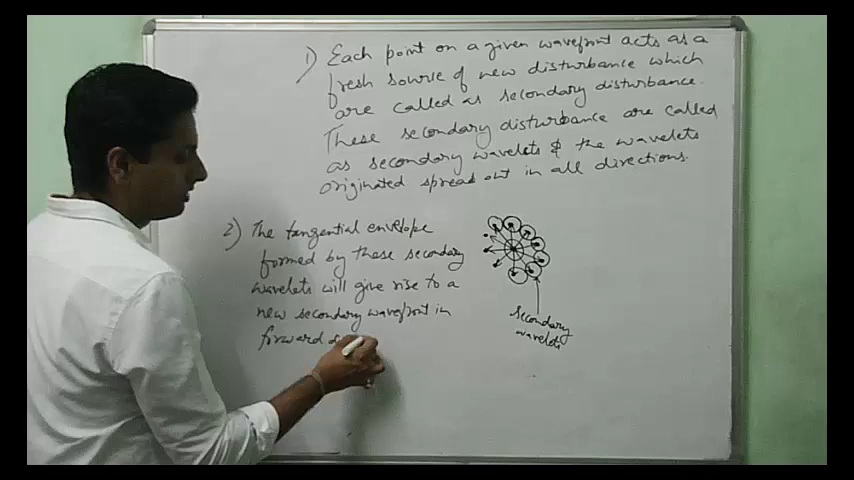 1) Each point on a given wavefront acts as a
fresh source of new disturbance which
are called as secondary disturbance.
These secondary disturbance are called
as secondary wavelets & the wavelets
originated spread out in all directions.
2) The tangential envelope
formed by these secondary
wavelets will give rise to a
new secondary wavefront in
forward d
secondary
wavelets